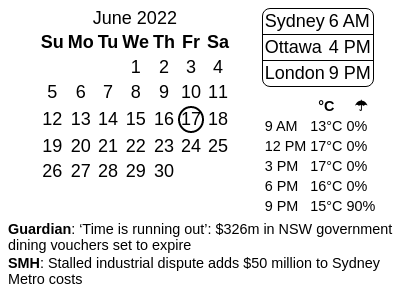 June 2022
Su Mo Tu We Th Fr Sa
1 2 3 4
5 6 7 8 9 10 11
12 13 14 15 16 17 18
19 20 21 22 23 24 25
26 27 28 29 30
Sydney 6 AM
Ottawa 4 PM
London 9 PM
°C ☂
9 AM 13°C 0%
12 PM 17°C 0%
3 PM 17°C 0%
6 PM 16°C 0%
9 PM 15°C 90%
Guardian: ‘Time is running out’: $326m in NSW government
dining vouchers set to expire
SMH: Stalled industrial dispute adds $50 million to Sydney
Metro costs